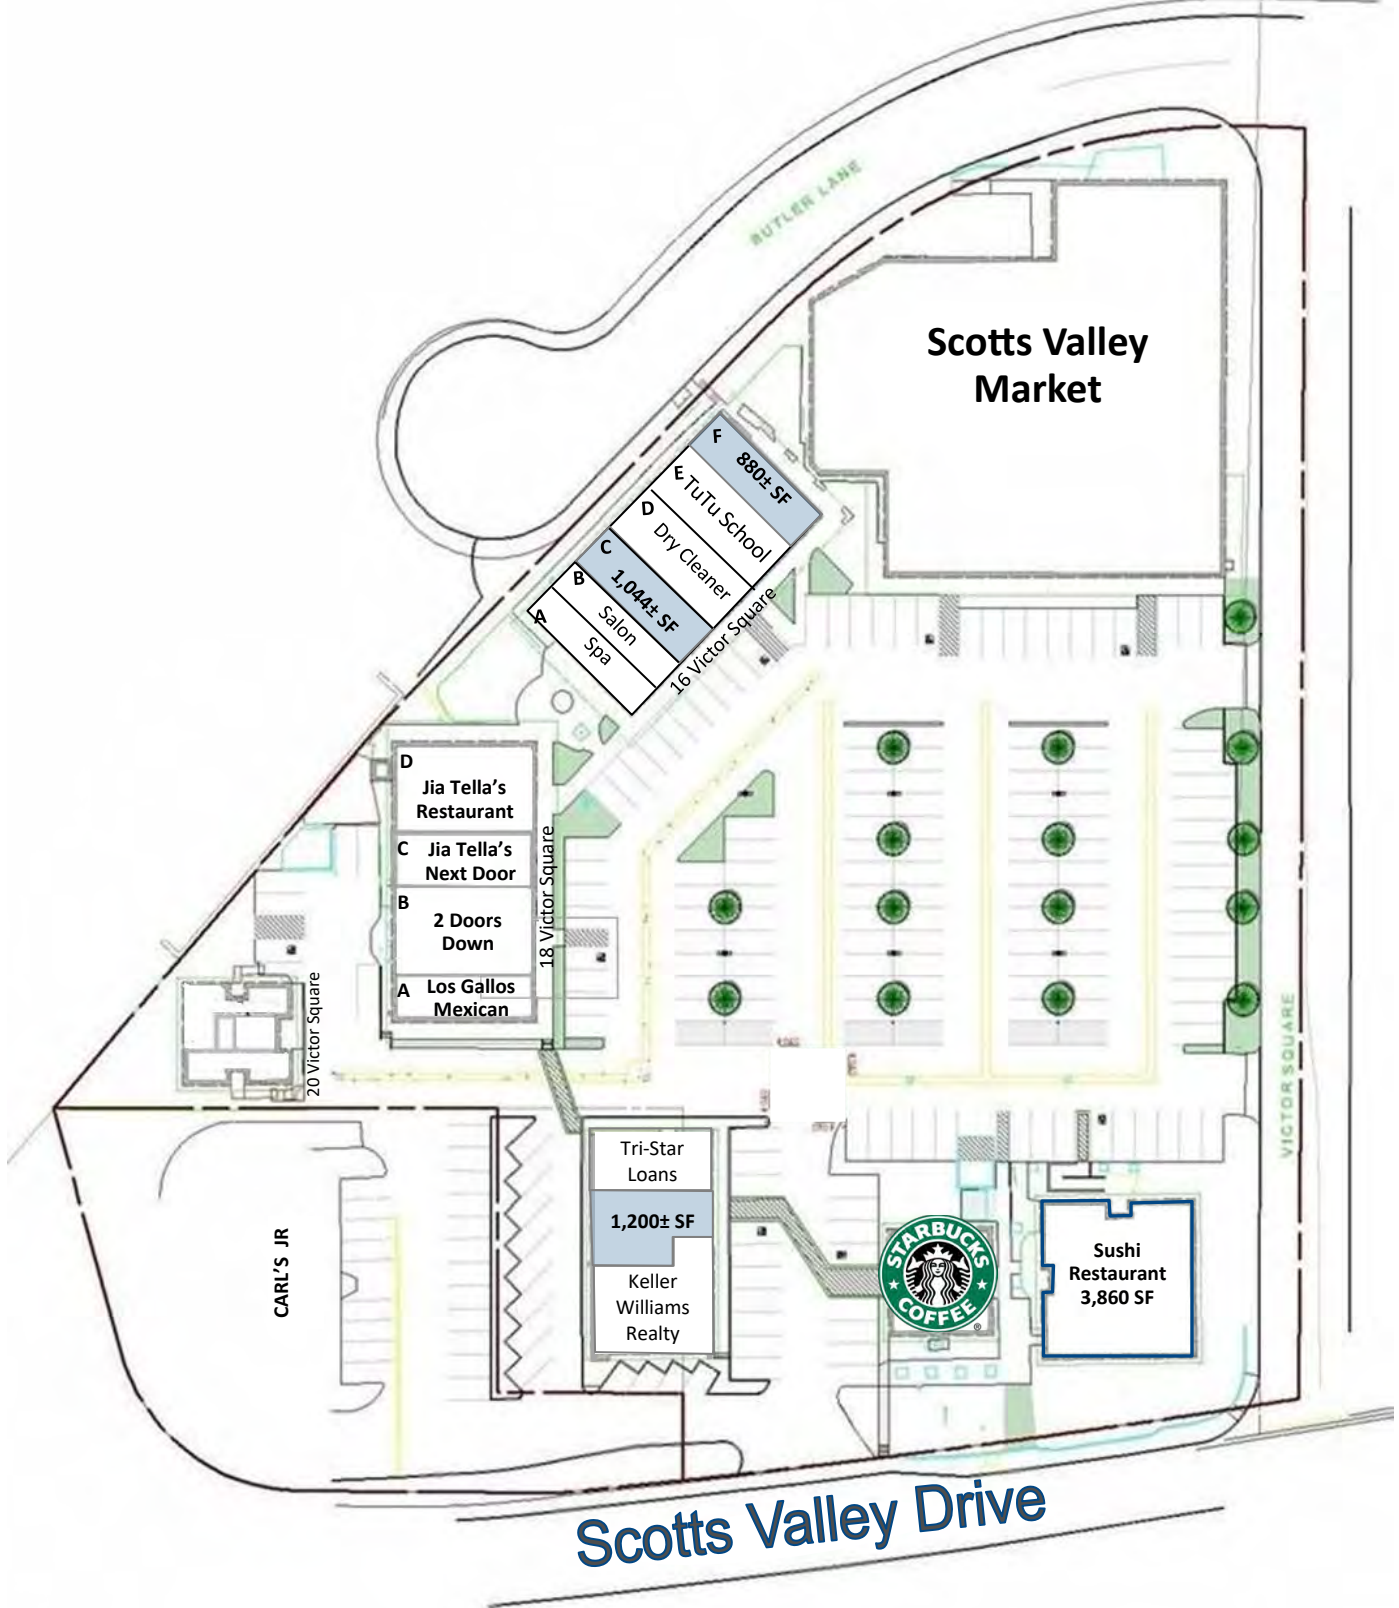 BUTLER LANE
Scotts Valley
Market
F
880± SF
E
TuTu School
D
Dry Cleaner
C
1,044± SF
B
Salon
A
Spa
16 Victor Square
D
Jia Tella’s
Restaurant
C
Jia Tella’s
Next Door
B
2 Doors
Down
A
Los Gallos
Mexican
18 Victor Square
20 Victor Square
VICTOR SQUARE
Tri-Star
Loans
1,200± SF
Keller
Williams
Realty
CARL’S JR
STARBUCKS
COFFEE
®
Sushi
Restaurant
3,860 SF
Scotts Valley Drive